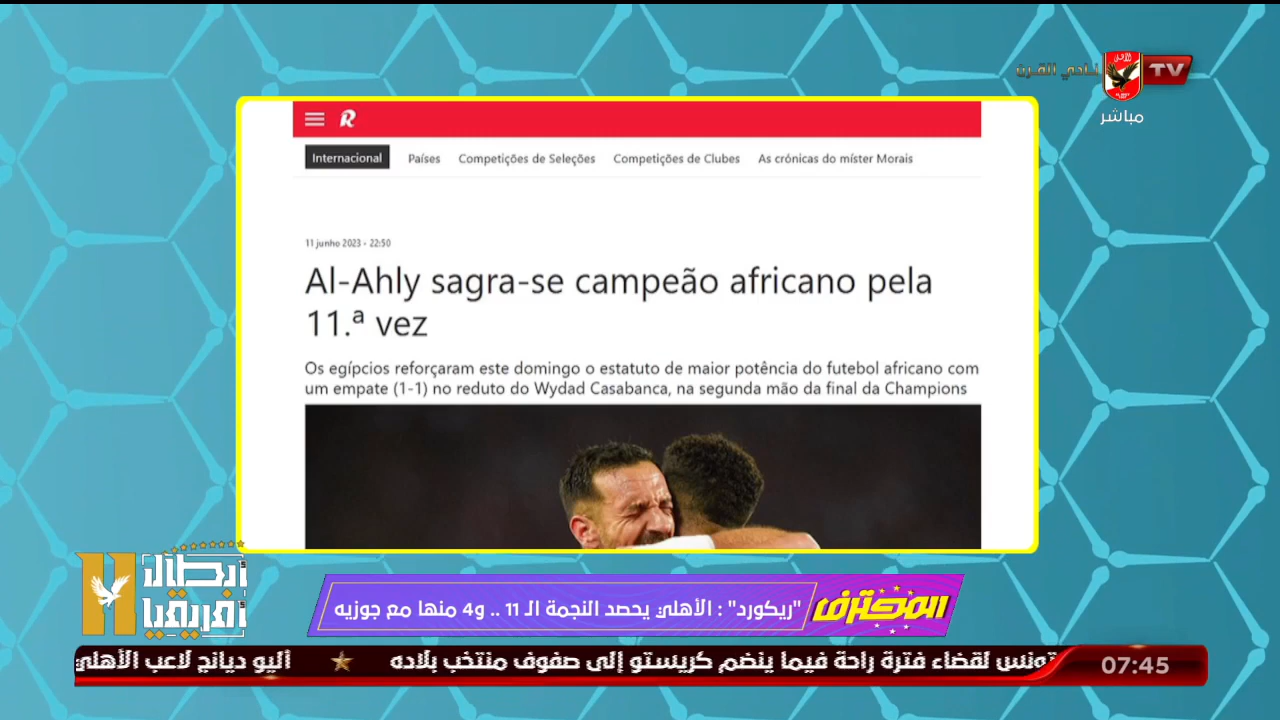 نادي القرن
TV
مباشر
R
Internacional
Países
Competições de Seleções
Competições de Clubes
As crónicas do míster Morais
11 junho 2023 - 22:50
Al-Ahly sagra-se campeão africano pela
11.ª vez
Os egípcios reforçaram este domingo o estatuto de maior potência do futebol africano com
um empate (1-1) no reduto do Wydad Casabanca, na segunda mão da final da Champions
أبطال
أفريقيا
11
المحترف
"ريكورد" : الأهلي يحصد النجمة الـ 11 .. و4 منها مع جوزيه
07:45
تونس لقضاء فترة راحة فيما ينضم كريستو إلى صفوف منتخب بلاده
أليو ديانج لاعب الأهلي